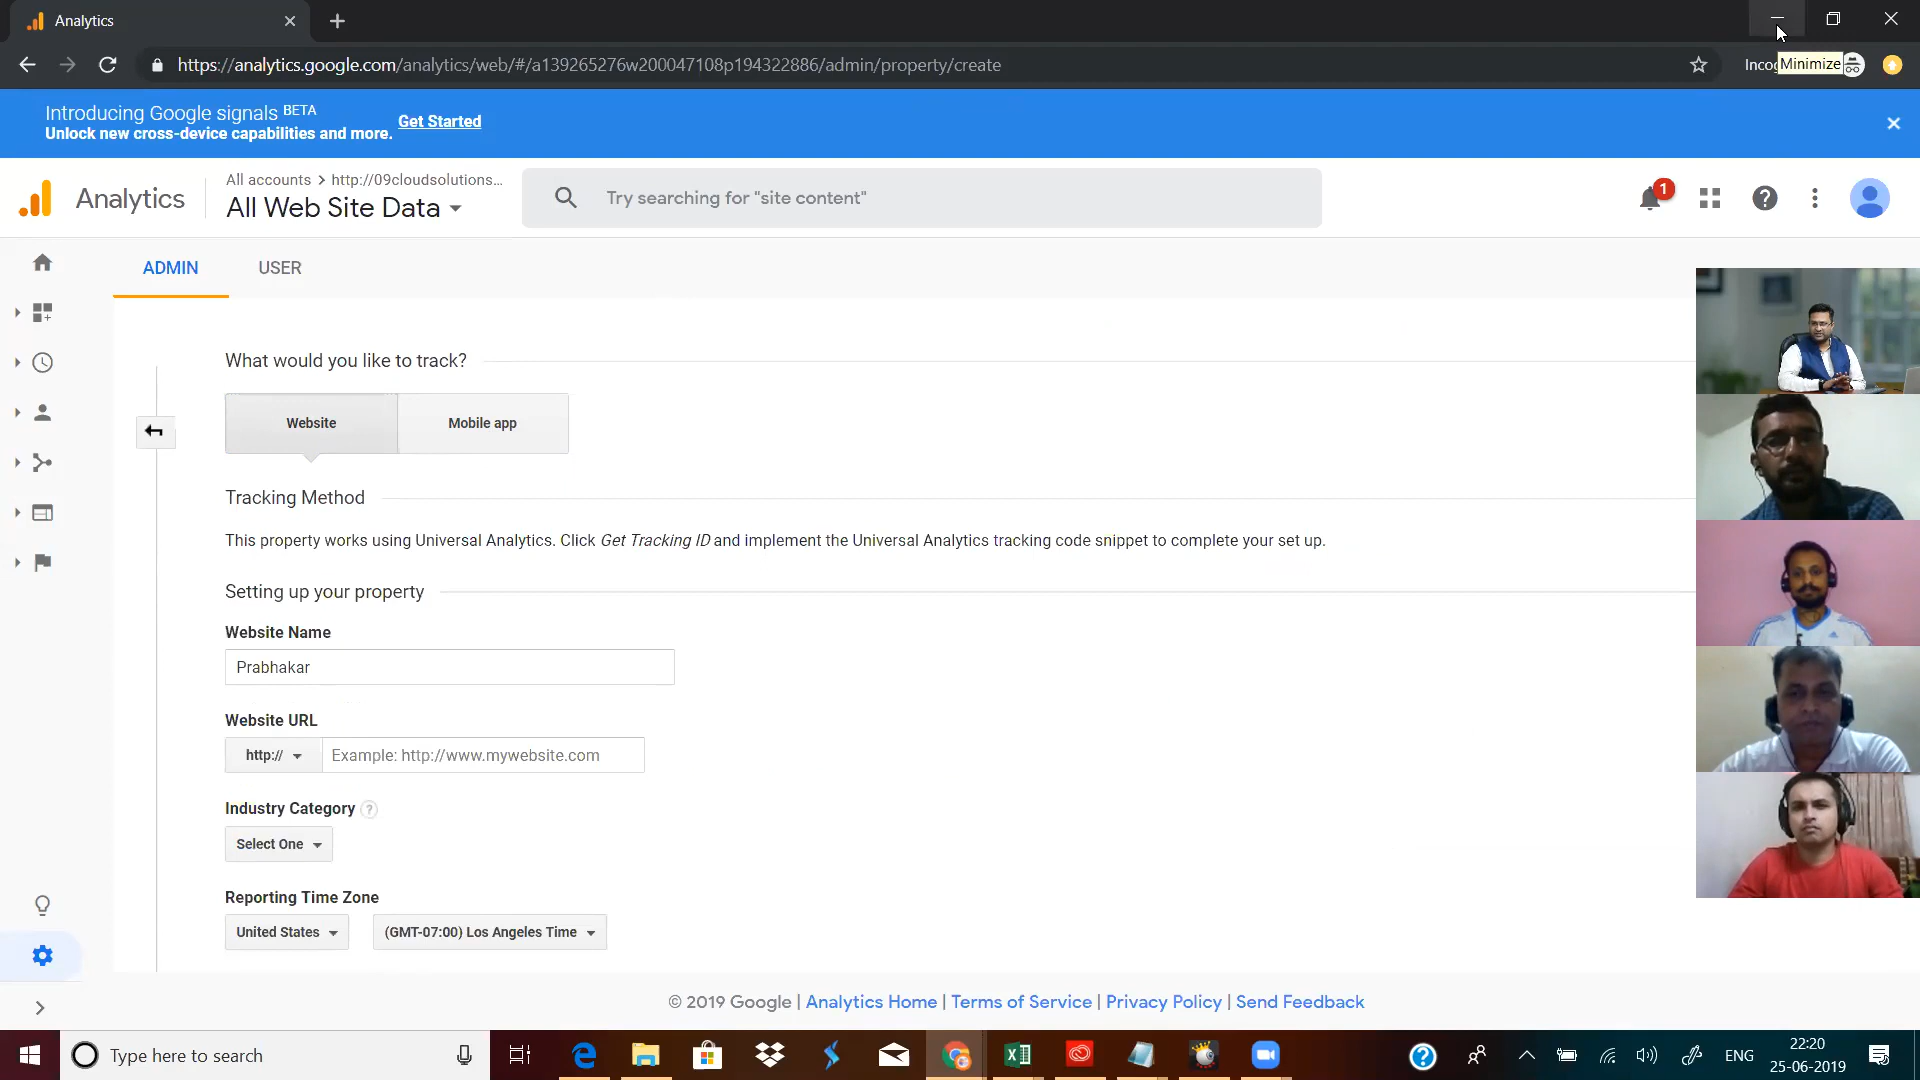 Analytics
https://analytics.google.com/analytics/web/#/a139265276w200047108p194322886/admin/property/create
Incog
Minimize
Introducing Google signals BETA
Unlock new cross-device capabilities and more. Get Started
Analytics
All accounts > http://09cloudsolutions...
All Web Site Data
Try searching for "site content"
1
ADMIN
USER
What would you like to track?
Website
Mobile app
Tracking Method
This property works using Universal Analytics. Click Get Tracking ID and implement the Universal Analytics tracking code snippet to complete your set up.
Setting up your property
Website Name
Prabhakar
Website URL
http://
Example: http://www.mywebsite.com
Industry Category ?
Select One
Reporting Time Zone
United States
(GMT-07:00) Los Angeles Time
© 2019 Google | Analytics Home | Terms of Service | Privacy Policy | Send Feedback
Type here to search
ENG
22:20
25-06-2019